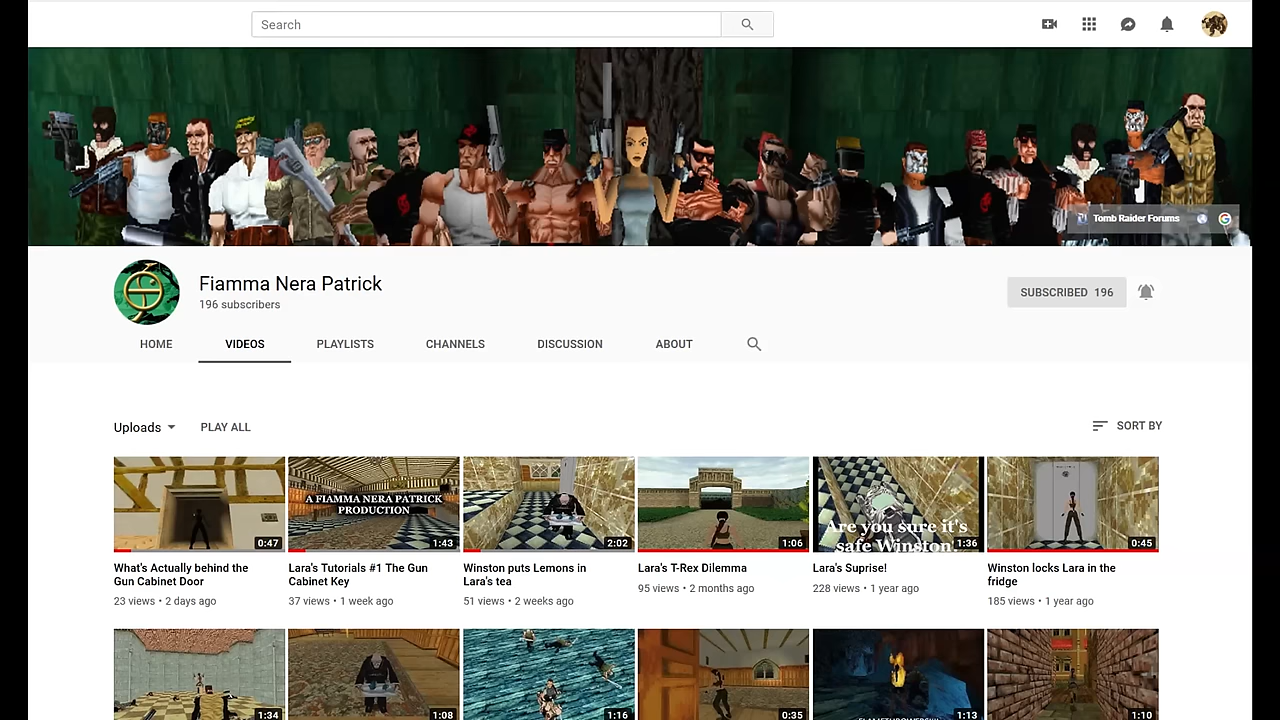 Search
Tomb Raider Forums
Fiamma Nera Patrick
196 subscribers
SUBSCRIBED 196
HOME
VIDEOS
PLAYLISTS
CHANNELS
DISCUSSION
ABOUT
Uploads
PLAY ALL
SORT BY
A FIAMMA NERA PATRICK
PRODUCTION
Are you sure it's
safe Winston.
0:47
1:43
2:02
1:06
1:36
0:45
What's Actually behind the
Gun Cabinet Door
23 views • 2 days ago
Lara's Tutorials #1 The Gun
Cabinet Key
37 views • 1 week ago
Winston puts Lemons in
Lara's tea
51 views • 2 weeks ago
Lara's T-Rex Dilemma
95 views • 2 months ago
Lara's Suprise!
228 views • 1 year ago
Winston locks Lara in the
fridge
185 views • 1 year ago
1:34
1:08
1:16
0:35
1:13
1:10